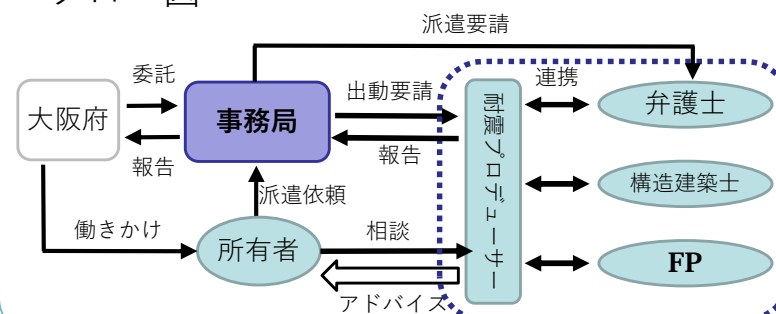 派遣要請
委託
大阪府
事務局
出動要請
報告
報告
耐震プロデューサー
連携
弁護士
構造建築士
FP
派遣依頼
働きかけ
所有者
相談
アドバイス